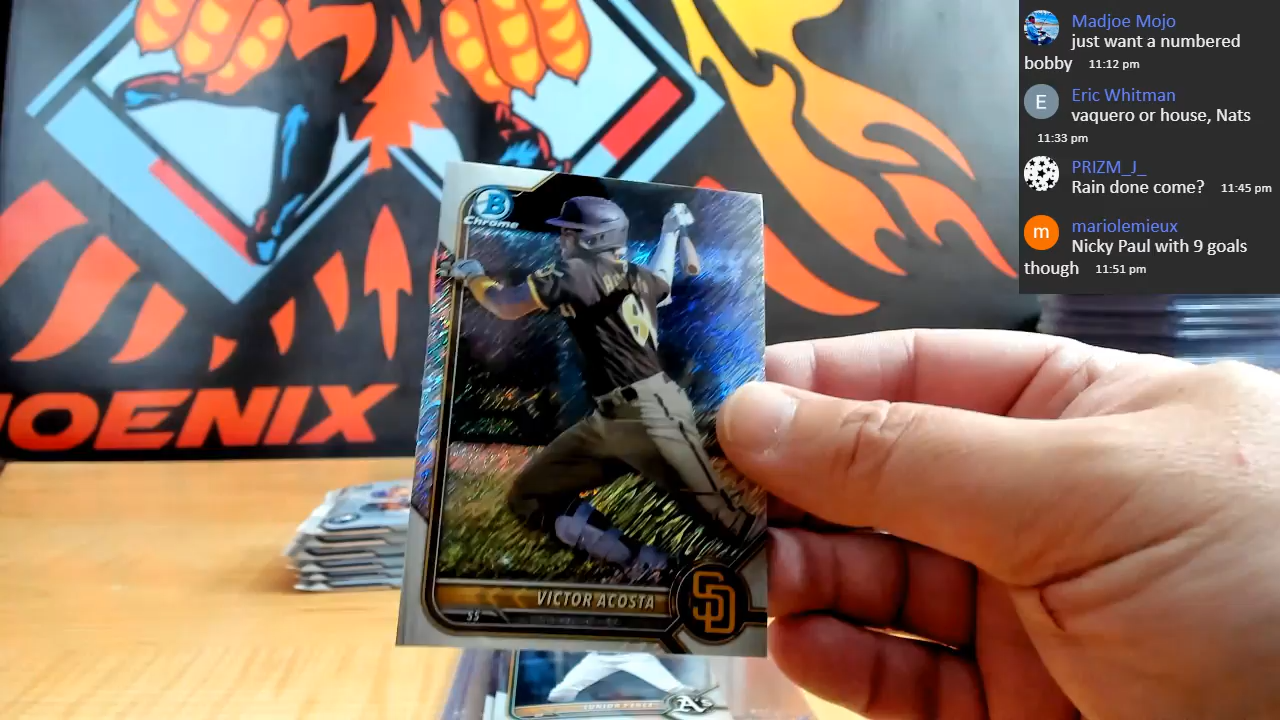 Madjoe Mojo
just want a numbered
bobby 11:12 pm
E Eric Whitman
vaquero or house, Nats
11:33 pm
PRIZM_J_
Rain done come? 11:45 pm
m mariolemieux
Nicky Paul with 9 goals
though 11:51 pm
B
Chrome
VICTOR ACOSTA
SS
SD
HOENIX
A's